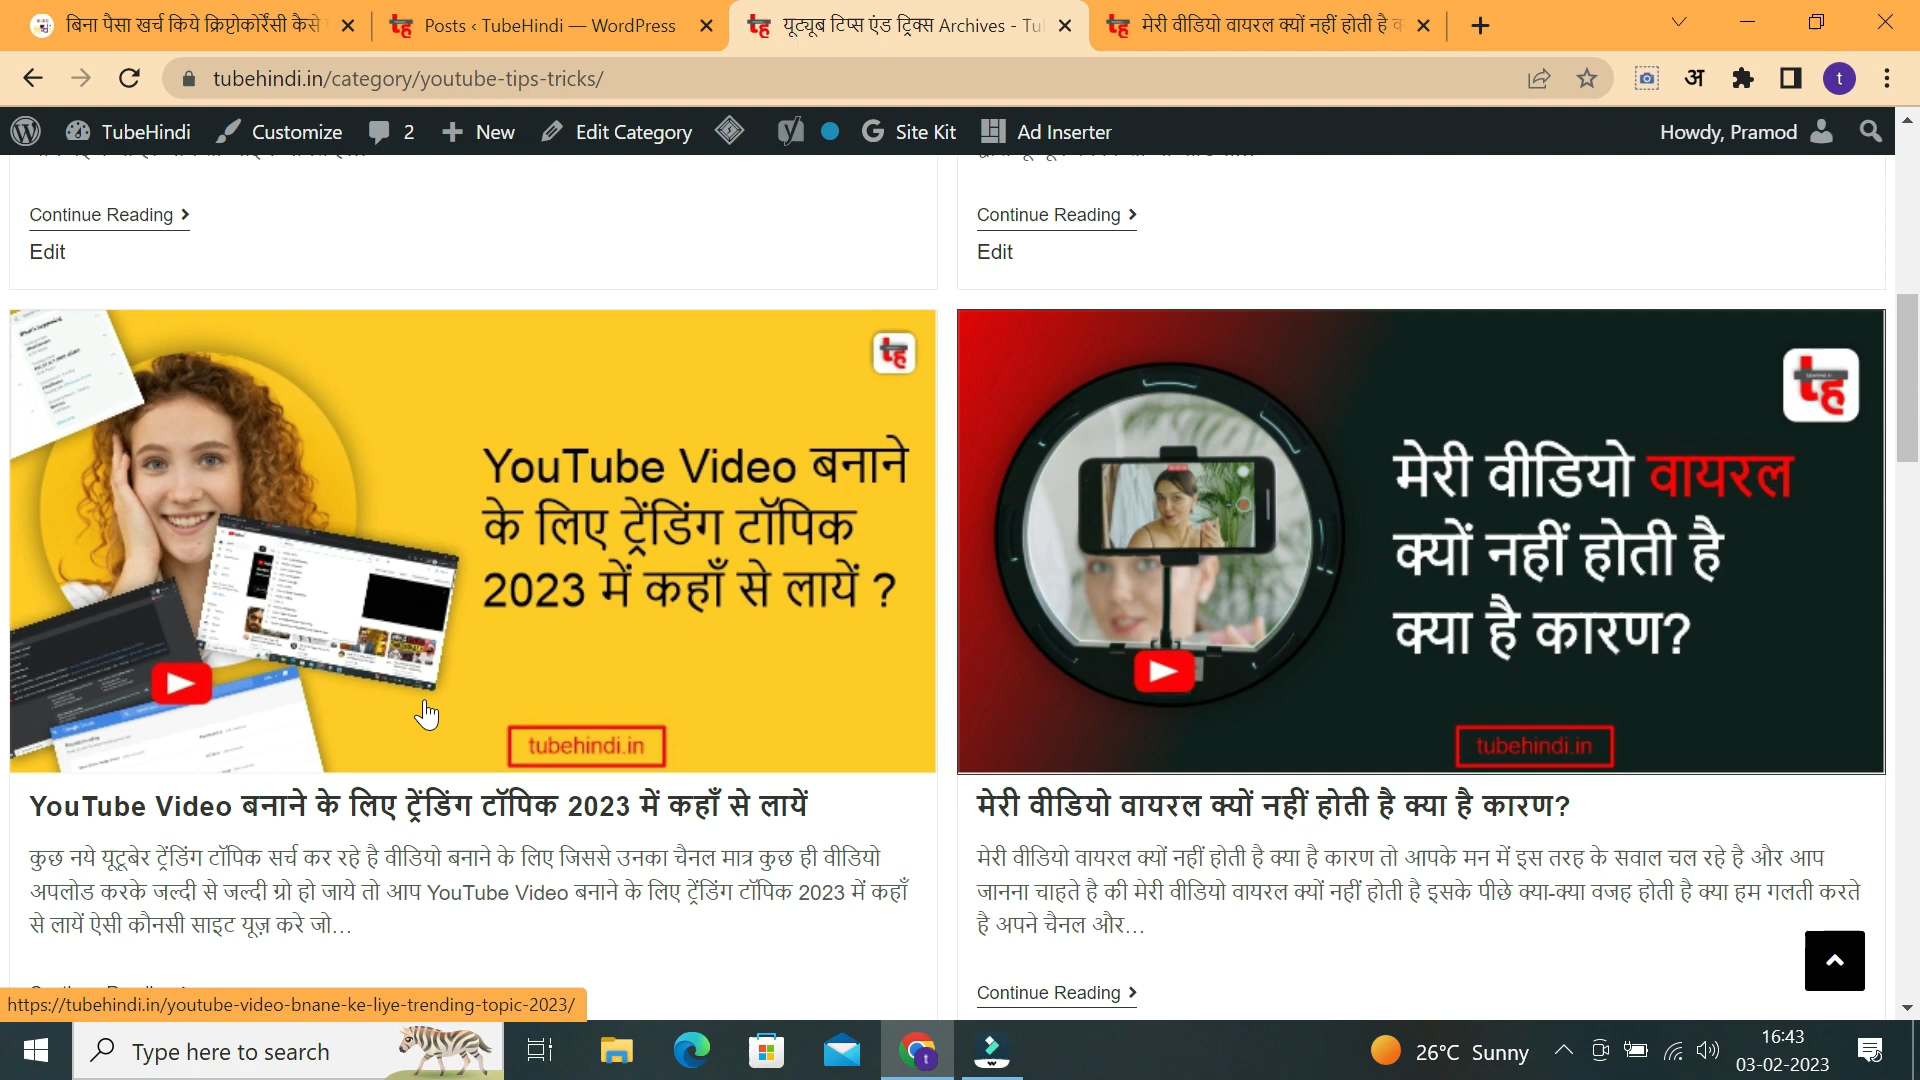 बिना पैसा खर्च किये क्रिप्टोकोर्रेंसी कैसे
Posts ‹ TubeHindi — WordPress
यूट्यूब टिप्स एंड ट्रिक्स Archives - Tu
मेरी वीडियो वायरल क्यों नहीं होती है
tubehindi.in/category/youtube-tips-tricks/
अ
t
TubeHindi
Customize
2
New
Edit Category
Site Kit
Ad Inserter
Howdy, Pramod
Continue Reading
Edit
Continue Reading
Edit
YouTube Video बनाने
के लिए ट्रेंडिंग टॉपिक
2023 में कहाँ से लायें ?
tubehindi.in
मेरी वीडियो वायरल
क्यों नहीं होती है
क्या है कारण?
tubehindi.in
YouTube Video बनाने के लिए ट्रेंडिंग टॉपिक 2023 में कहाँ से लायें
कुछ नये यूटूबेर ट्रेंडिंग टॉपिक सर्च कर रहे है वीडियो बनाने के लिए जिससे उनका चैनल मात्र कुछ ही वीडियो
अपलोड करके जल्दी से जल्दी ग्रो हो जाये तो आप YouTube Video बनाने के लिए ट्रेंडिंग टॉपिक 2023 में कहाँ
से लायें ऐसी कौनसी साइट यूज़ करे जो…
मेरी वीडियो वायरल क्यों नहीं होती है क्या है कारण?
मेरी वीडियो वायरल क्यों नहीं होती है क्या है कारण तो आपके मन में इस तरह के सवाल चल रहे है और आप
जानना चाहते है की मेरी वीडियो वायरल क्यों नहीं होती है इसके पीछे क्या-क्या वजह होती है क्या हम गलती करते
है अपने चैनल और…
Continue Reading
https://tubehindi.in/youtube-video-bnane-ke-liye-trending-topic-2023/
Type here to search
26°C Sunny
16:43
03-02-2023